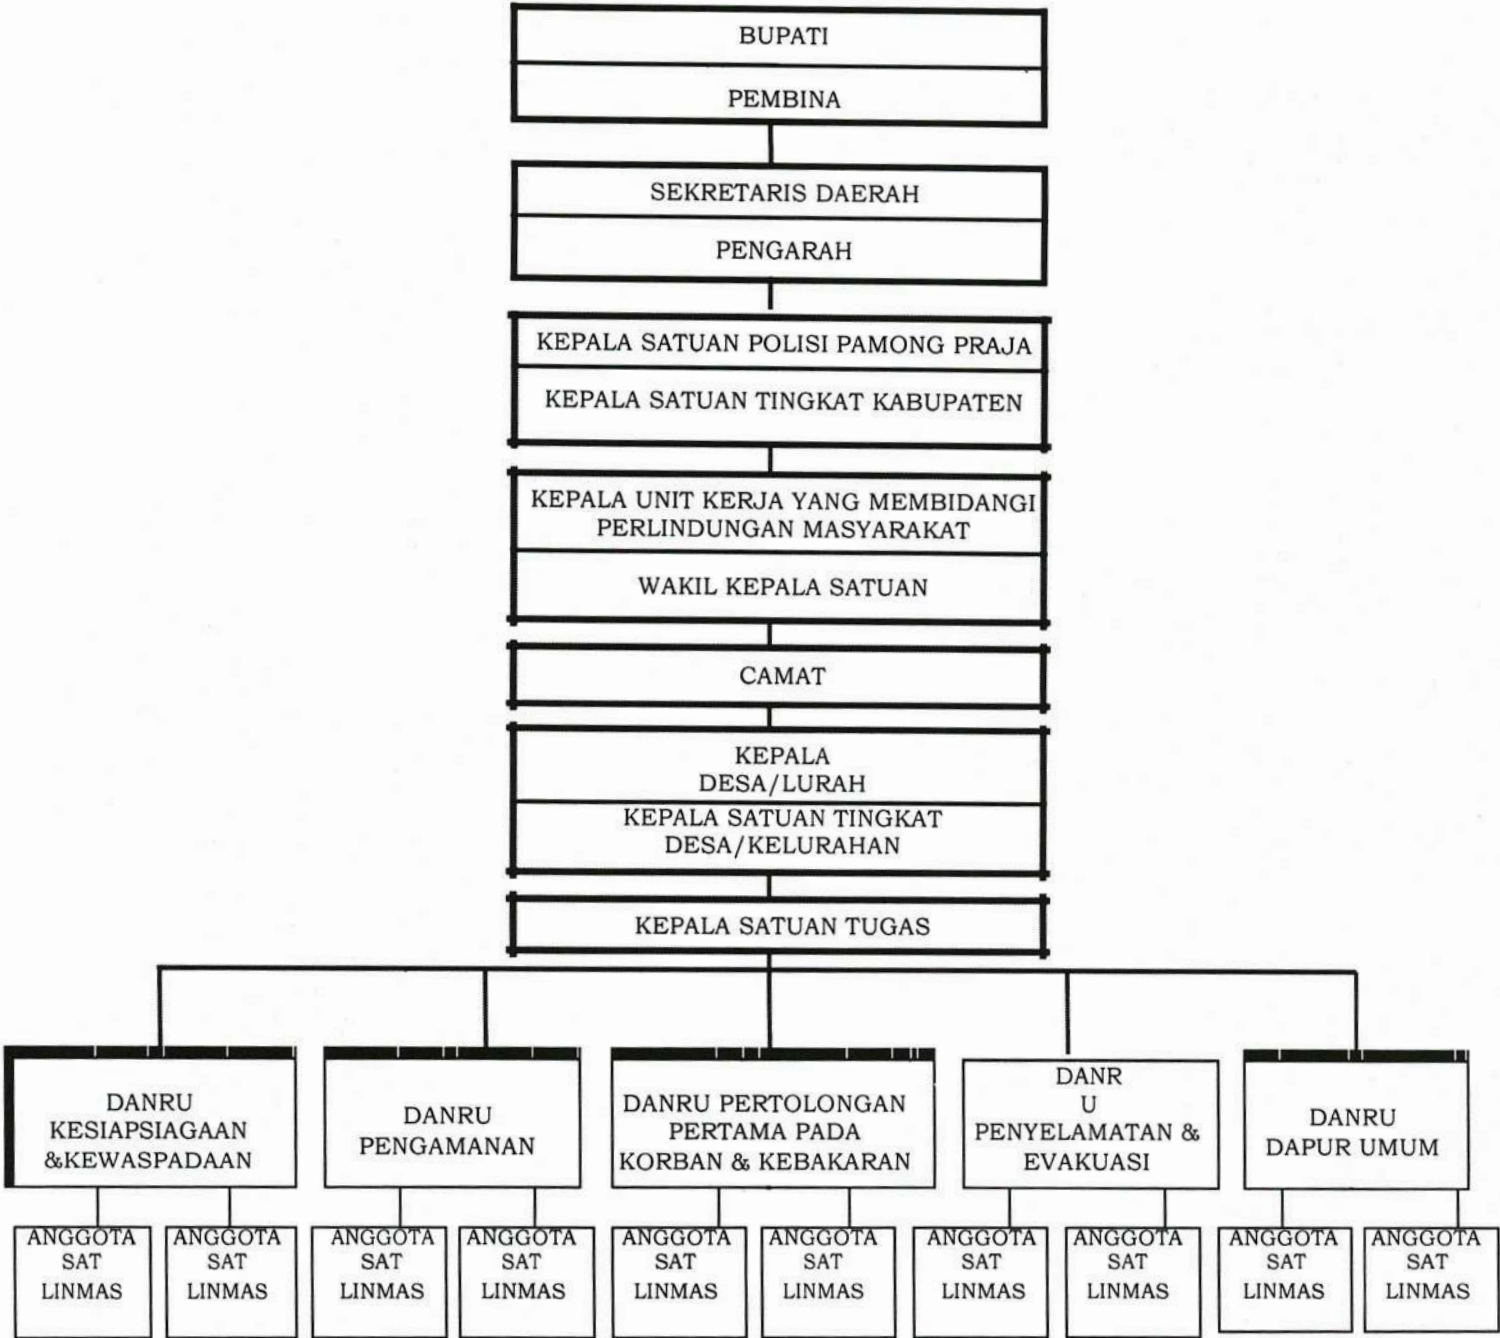 BUPATI
PEMBINA
SEKRETARIS DAERAH
PENGARAH
KEPALA SATUAN POLISI PAMONG PRAJA
KEPALA SATUAN TINGKAT KABUPATEN
KEPALA UNIT KERJA YANG MEMBIDANGI
PERLINDUNGAN MASYARAKAT
WAKIL KEPALA SATUAN
CAMAT
KEPALA
DESA/LURAH
KEPALA SATUAN TINGKAT
DESA/KELURAHAN
KEPALA SATUAN TUGAS
DANRU
KESIAPSIAGAAN
&KEWASPADAAN
DANRU
PENGAMANAN
DANRU PERTOLONGAN
PERTAMA PADA
KORBAN & KEBAKARAN
DANR
U
PENYELAMATAN &
EVAKUASI
DANRU
DAPUR UMUM
ANGGOTA
SAT
LINMAS
ANGGOTA
SAT
LINMAS
ANGGOTA
SAT
LINMAS
ANGGOTA
SAT
LINMAS
ANGGOTA
SAT
LINMAS
ANGGOTA
SAT
LINMAS
ANGGOTA
SAT
LINMAS
ANGGOTA
SAT
LINMAS
ANGGOTA
SAT
LINMAS
ANGGOTA
SAT
LINMAS